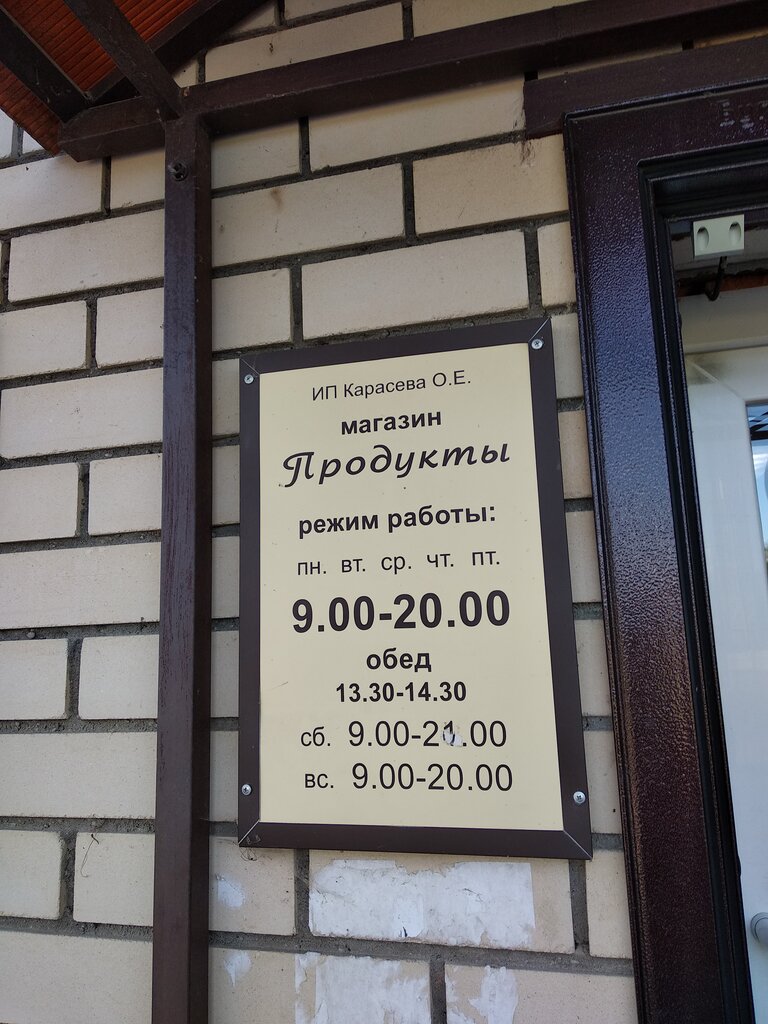 ИП Карасева О.Е.
магазин
Продукты
режим работы:
пн. вт. ср. чт. пт.
9.00-20.00
обед
13.30-14.30
сб. 9.00-21.00
вс. 9.00-20.00